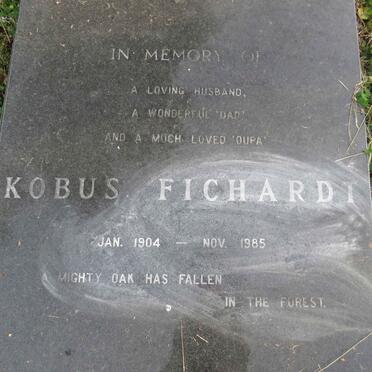 IN MEMORY OF
A LOVING HUSBAND,
A WONDERFUL 'DAD'
AND A MUCH LOVED 'OUPA'
KOBUS FICHARDT
JAN. 1904 — NOV. 1985
A MIGHTY OAK HAS FALLEN
IN THE FOREST.